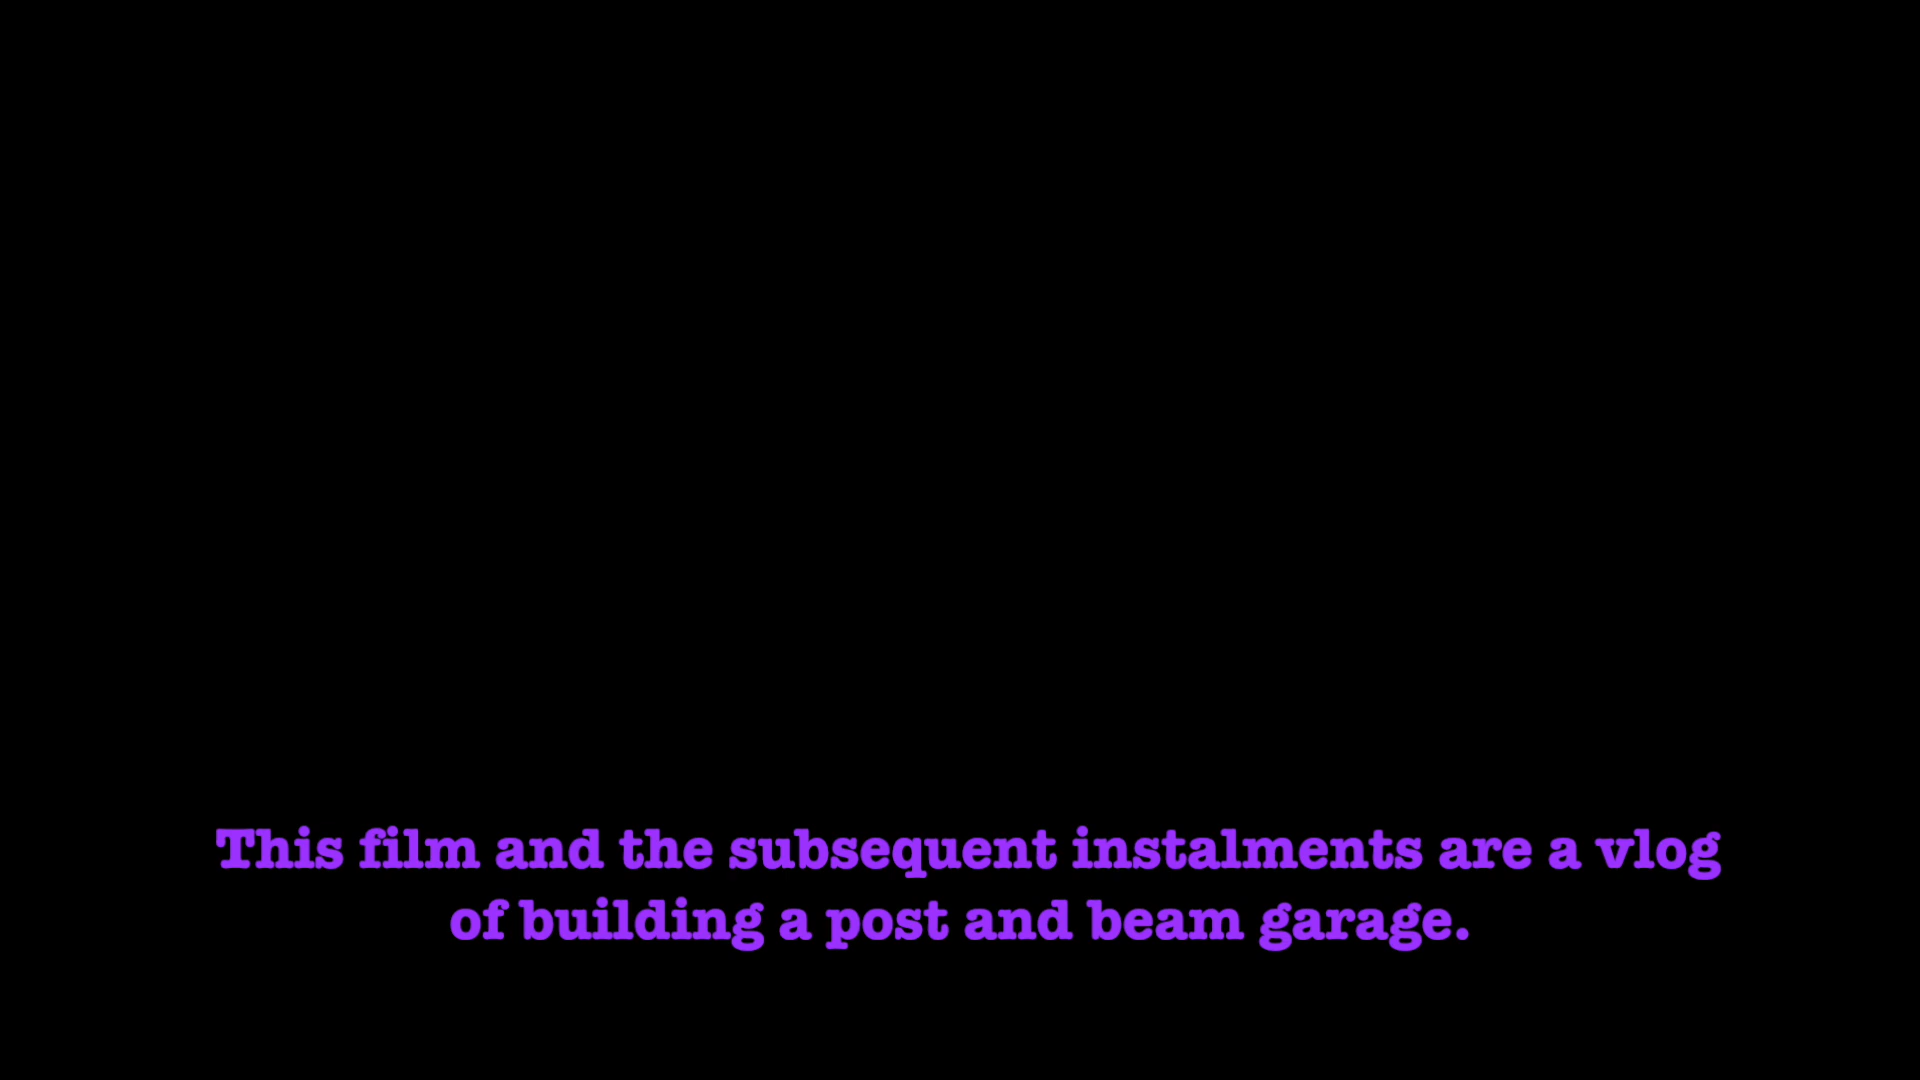 This film and the subsequent instalments are a vlog
of building a post and beam garage.